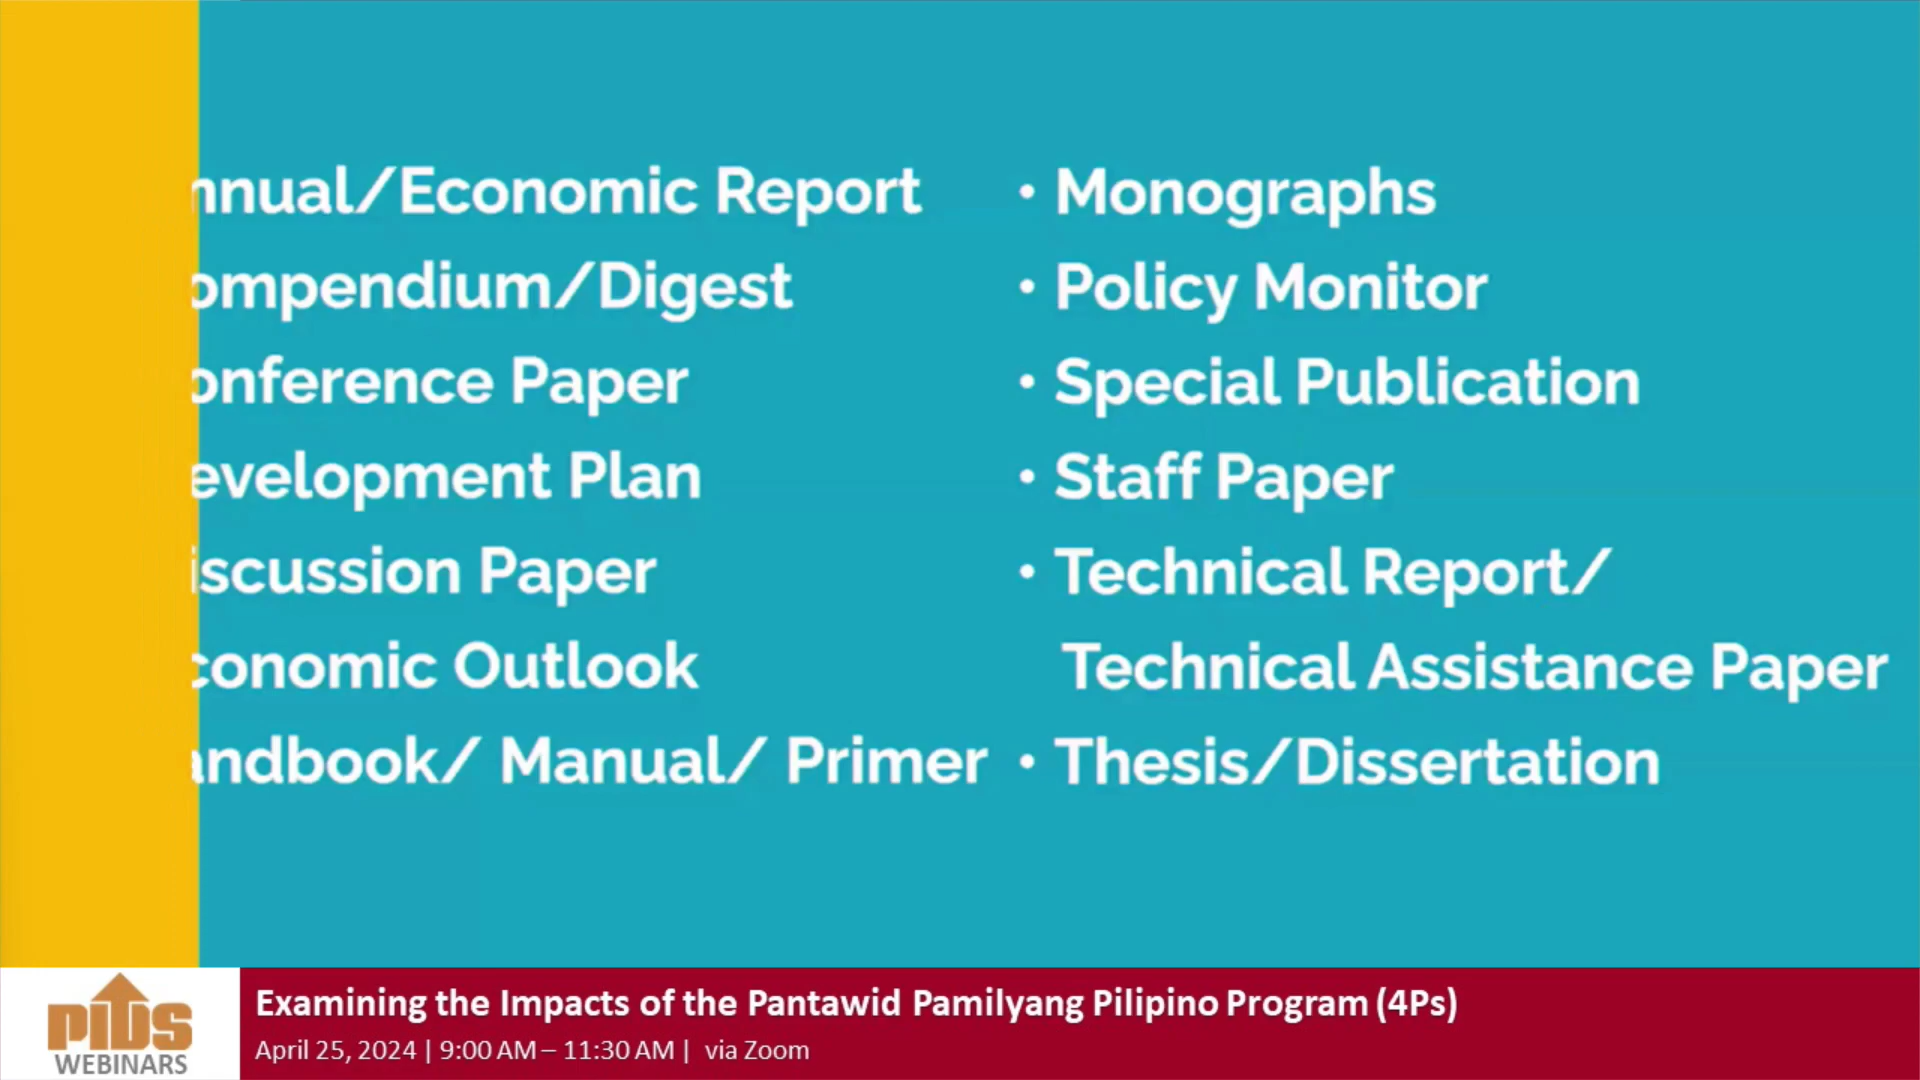 nnual/Economic Report
ompendium/Digest
onference Paper
evelopment Plan
iscussion Paper
conomic Outlook
andbook/ Manual/ Primer
• Monographs
• Policy Monitor
• Special Publication
• Staff Paper
• Technical Report/
Technical Assistance Paper
• Thesis/Dissertation
pids
WEBINARS
Examining the Impacts of the Pantawid Pamilyang Pilipino Program (4Ps)
April 25, 2024 | 9:00 AM – 11:30 AM | via Zoom